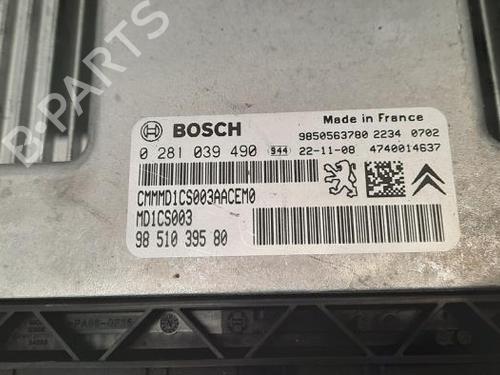 B-PARTS
BOSCH
Made in France
9850563780 2234 0702
0 281 039 490 944 22-11-08 4740014637
CMMMD1CS003AACEM0
MD1CS003
98 510 395 80